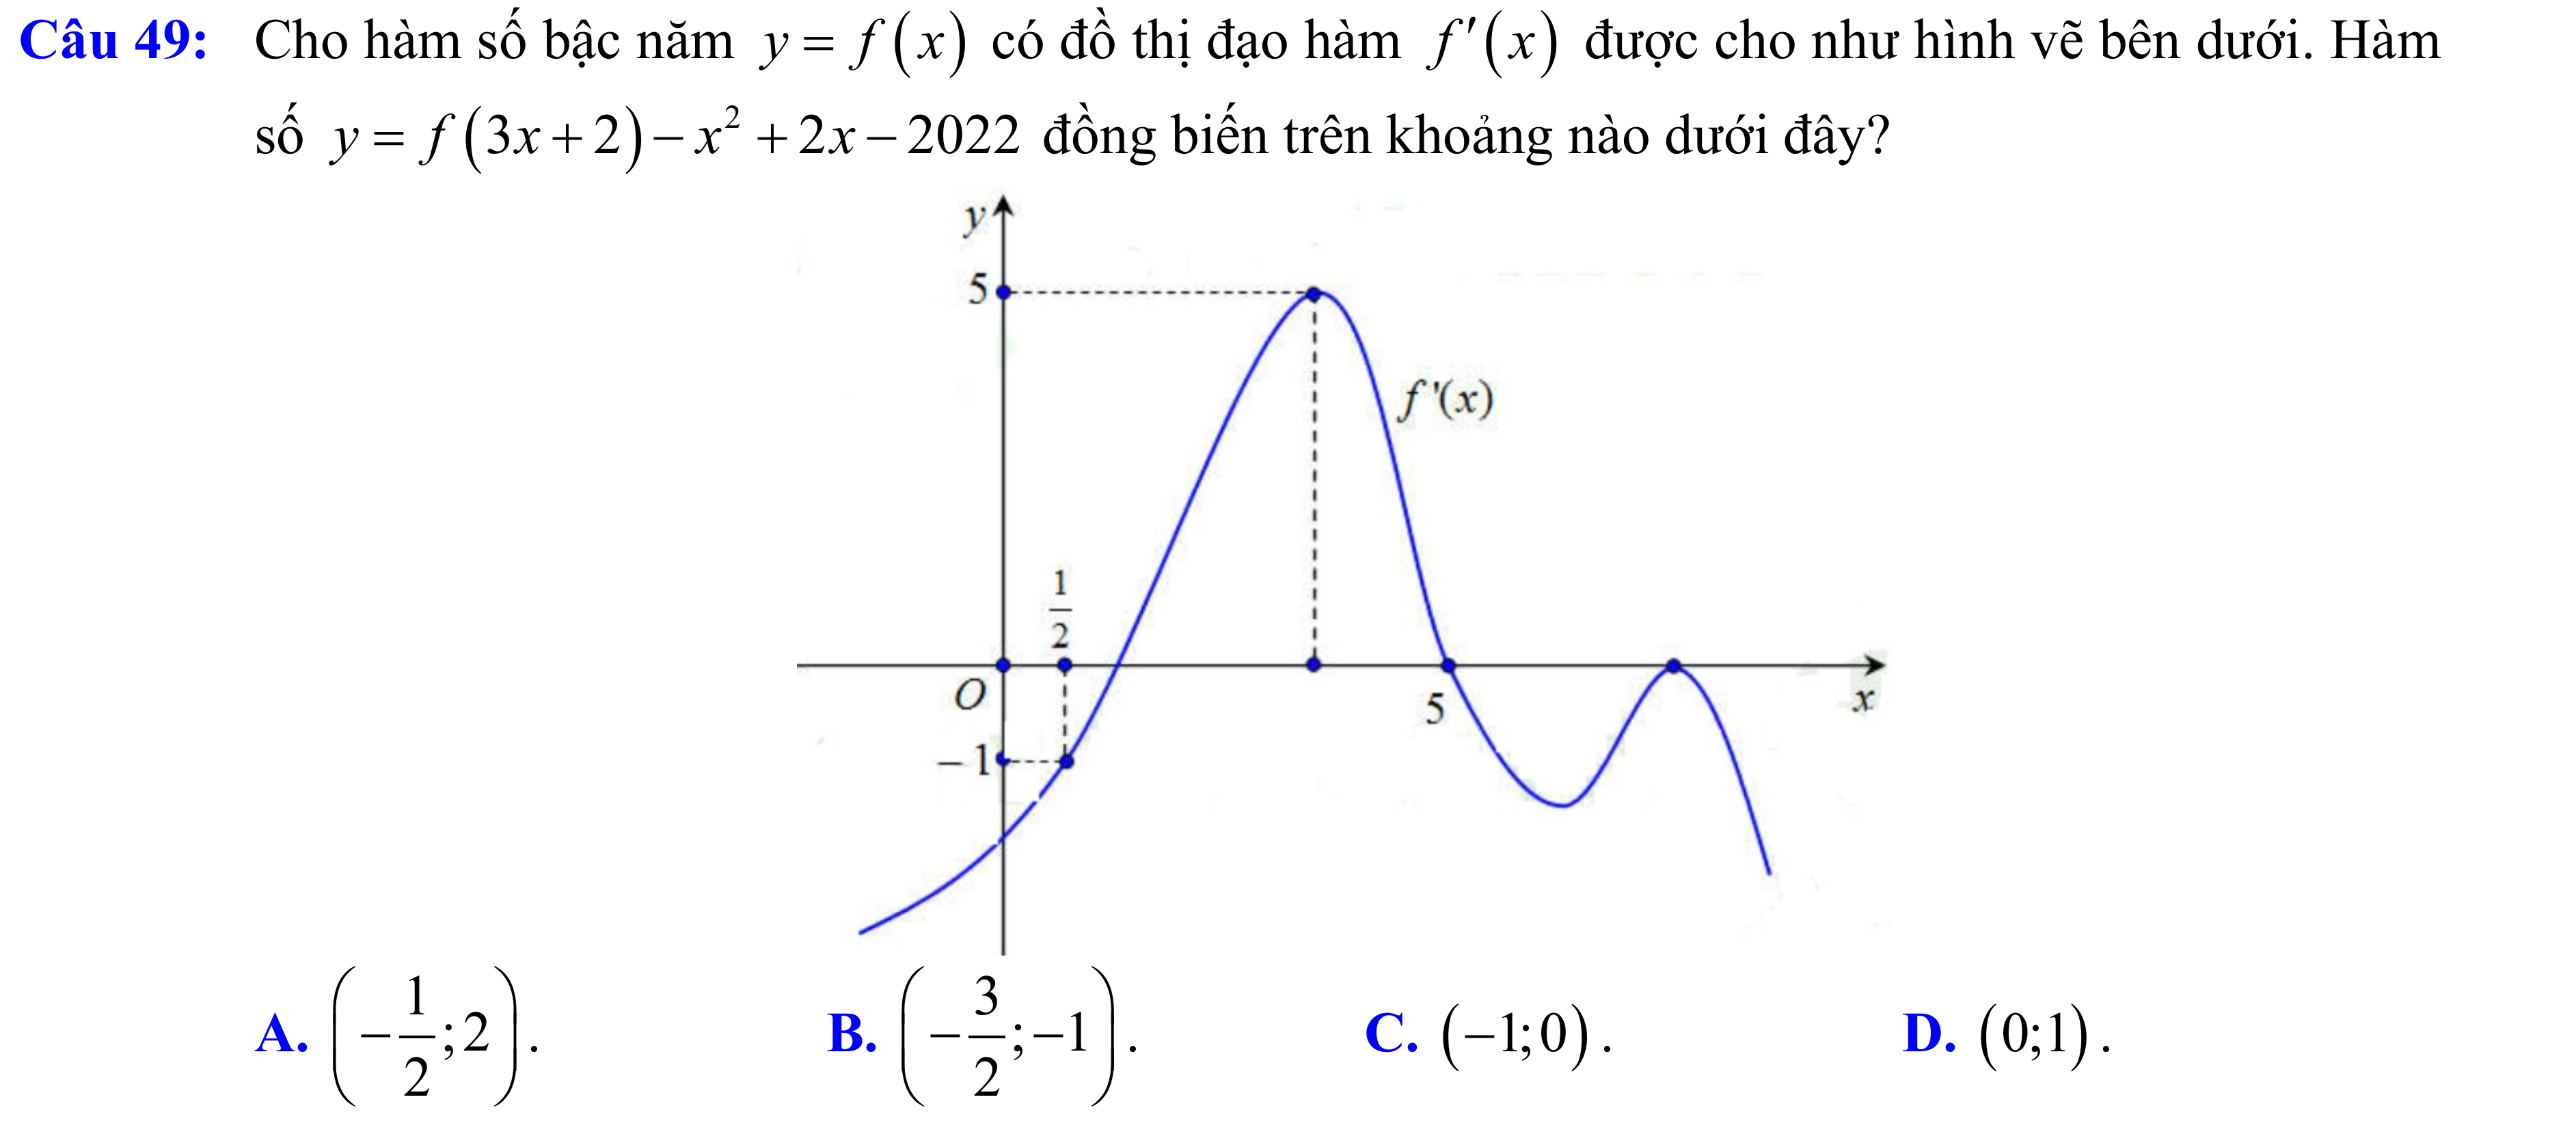 Câu 49: Cho hàm số bậc năm y = f(x) có đồ thị đạo hàm f′(x) được cho như hình vẽ bên dưới. Hàm
số y = f(3x + 2) − x² + 2x − 2022 đồng biến trên khoảng nào dưới đây?
y
5
f'(x)
1/2
O
5
x
−1
A. (−1/2; 2). B. (−3/2; −1). C. (−1; 0). D. (0; 1).